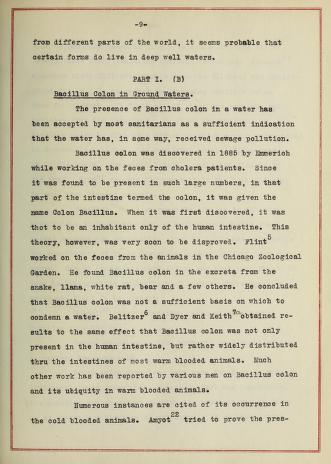 -9-
from different parts of the world, it seems probable that
certain forms do live in deep well waters.
PART I. (B)
Bacillus Colon in Ground Waters.
The presence of Bacillus colon in a water has
been accepted by most sanitarians as a sufficient indication
that the water has, in some way, received sewage pollution.
Bacillus colon was discovered in 1885 by Emmerich
while working on the feces from cholera patients. Since
it was found to be present in such large numbers, in that
part of the intestine termed the colon, it was given the
name Colon Bacillus. When it was first discovered, it was
thot to be an inhabitant only of the human intestine. This
theory, however, was very soon to be disproved. Flint5
worked on the feces from the animals in the Chicago Zoological
Garden. He found Bacillus colon in the excreta from the
snake, llama, white rat, bear and a few others. He concluded
that Bacillus colon was not a sufficient basis on which to
condemn a water. Belitzer6 and Dyer and Keith7a obtained re-
sults to the same effect that Bacillus colon was not only
present in the human intestine, but rather widely distributed
thru the intestines of most warm blooded animals. Much
other work has been reported by various men on Bacillus colon
and its ubiquity in warm blooded animals.
Numerous instances are cited of its occurrence in
the cold blooded animals. Amyot22 tried to prove the pres-